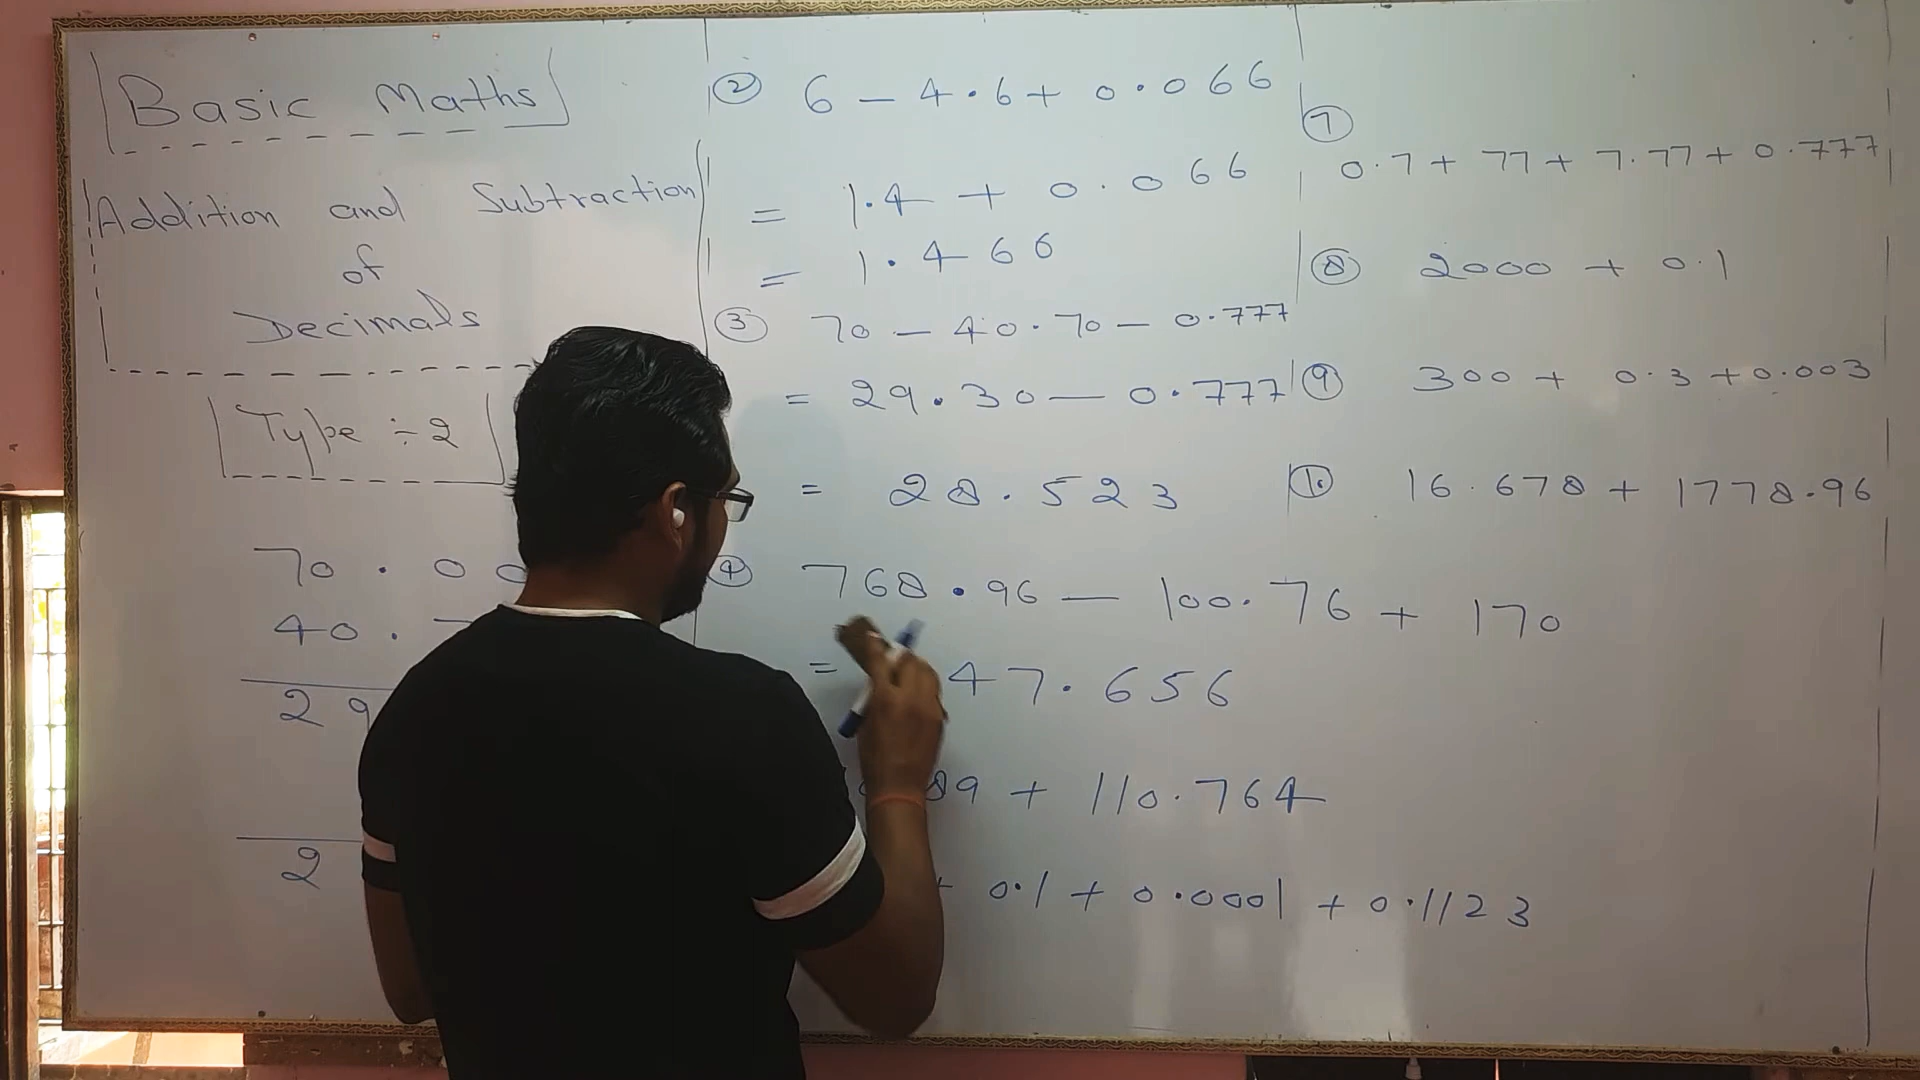 Basic Maths
Addition and Subtraction
of
Decimals
Type ÷ 2
70 . 00
40 .
29
2
② 6 - 4.6 + 0.066
= 1.4 + 0.066
= 1.466
③ 70 - 40.70 - 0.777
= 29.30 - 0.777
= 28.523
④ 768.96 - 100.76 + 170
= 47.656
89 + 110.764
+ 0.1 + 0.0001 + 0.1123
⑦
0.7 + 77 + 7.77 + 0.777
⑧ 2000 + 0.1
⑨ 300 + 0.3 + 0.003
⑩ 16.678 + 1778.96